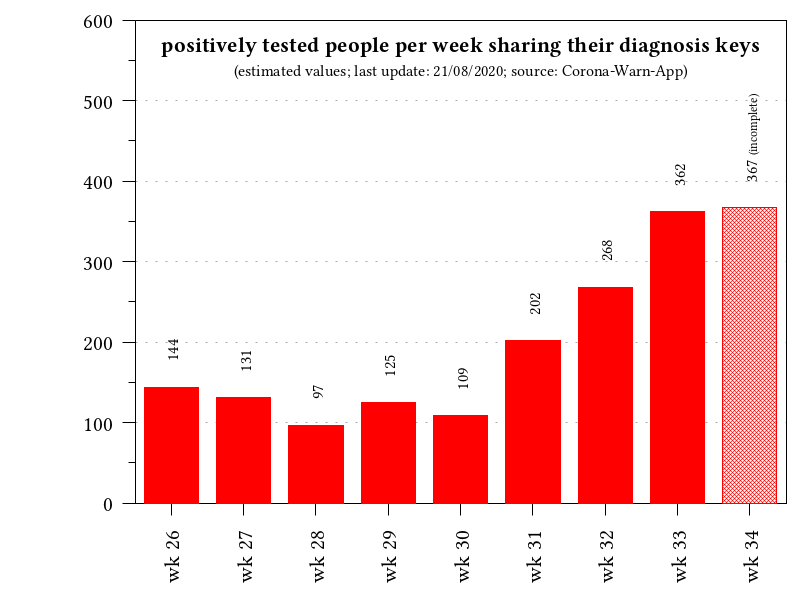 positively tested people per week sharing their diagnosis keys
(estimated values; last update: 21/08/2020; source: Corona-Warn-App)
600
500
400
300
200
100
0
144
131
97
125
109
202
268
362
367 (incomplete)
wk 26
wk 27
wk 28
wk 29
wk 30
wk 31
wk 32
wk 33
wk 34